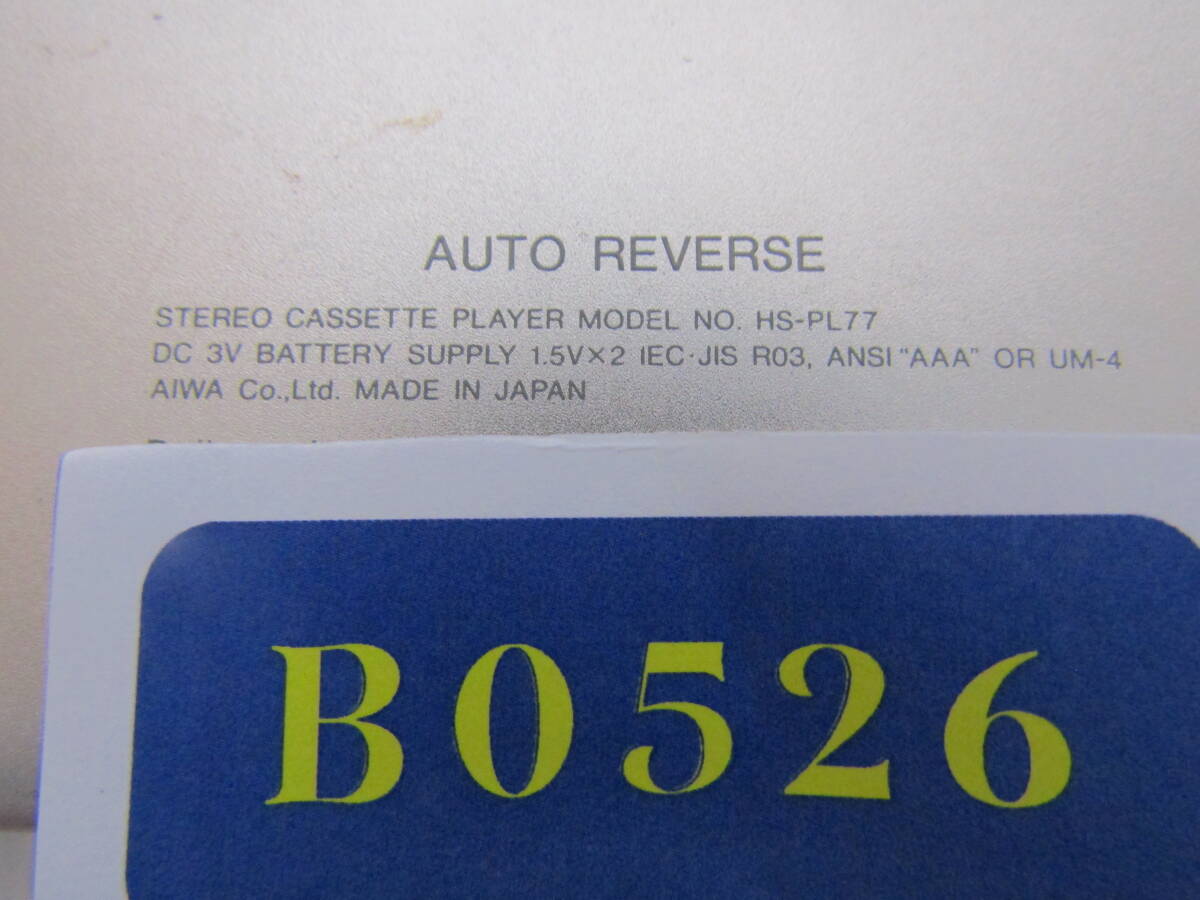 AUTO REVERSE
STEREO CASSETTE PLAYER MODEL NO. HS-PL77
DC 3V BATTERY SUPPLY 1.5V×2 IEC·JIS R03, ANSI "AAA" OR UM-4
AIWA Co.,Ltd. MADE IN JAPAN
B0526